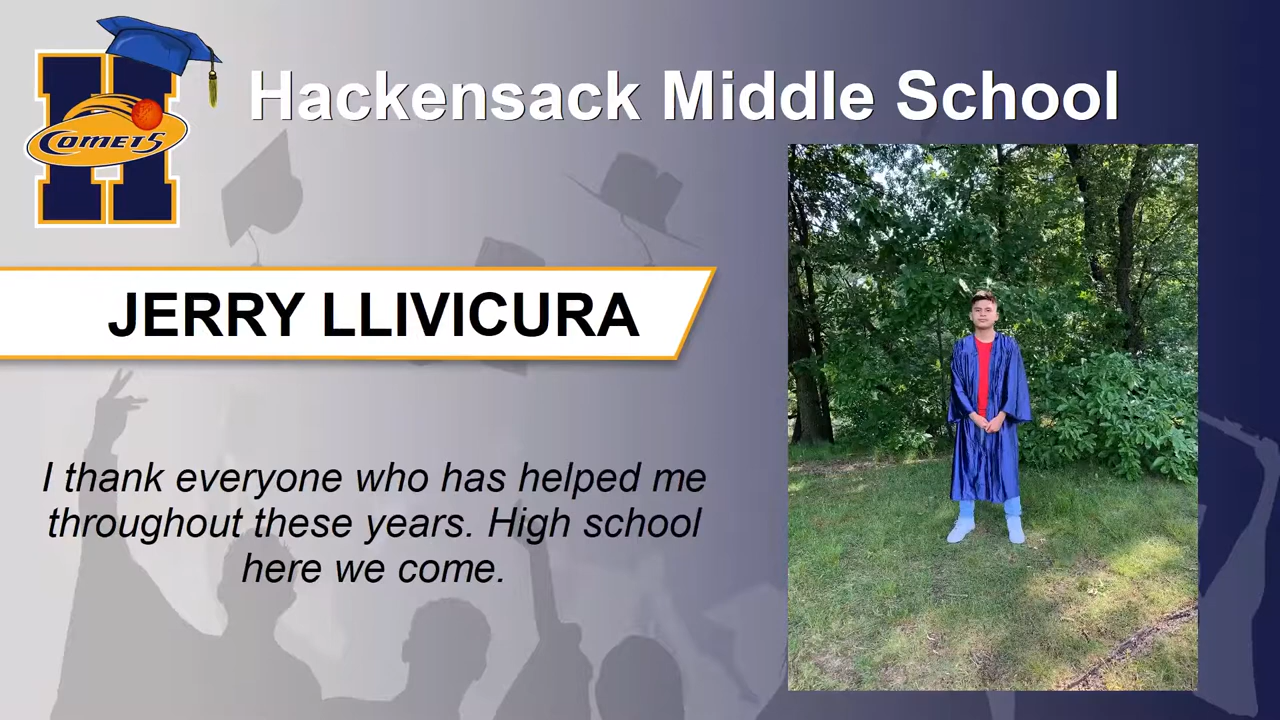 COMETS
Hackensack Middle School
JERRY LLIVICURA
I thank everyone who has helped me
throughout these years. High school
here we come.